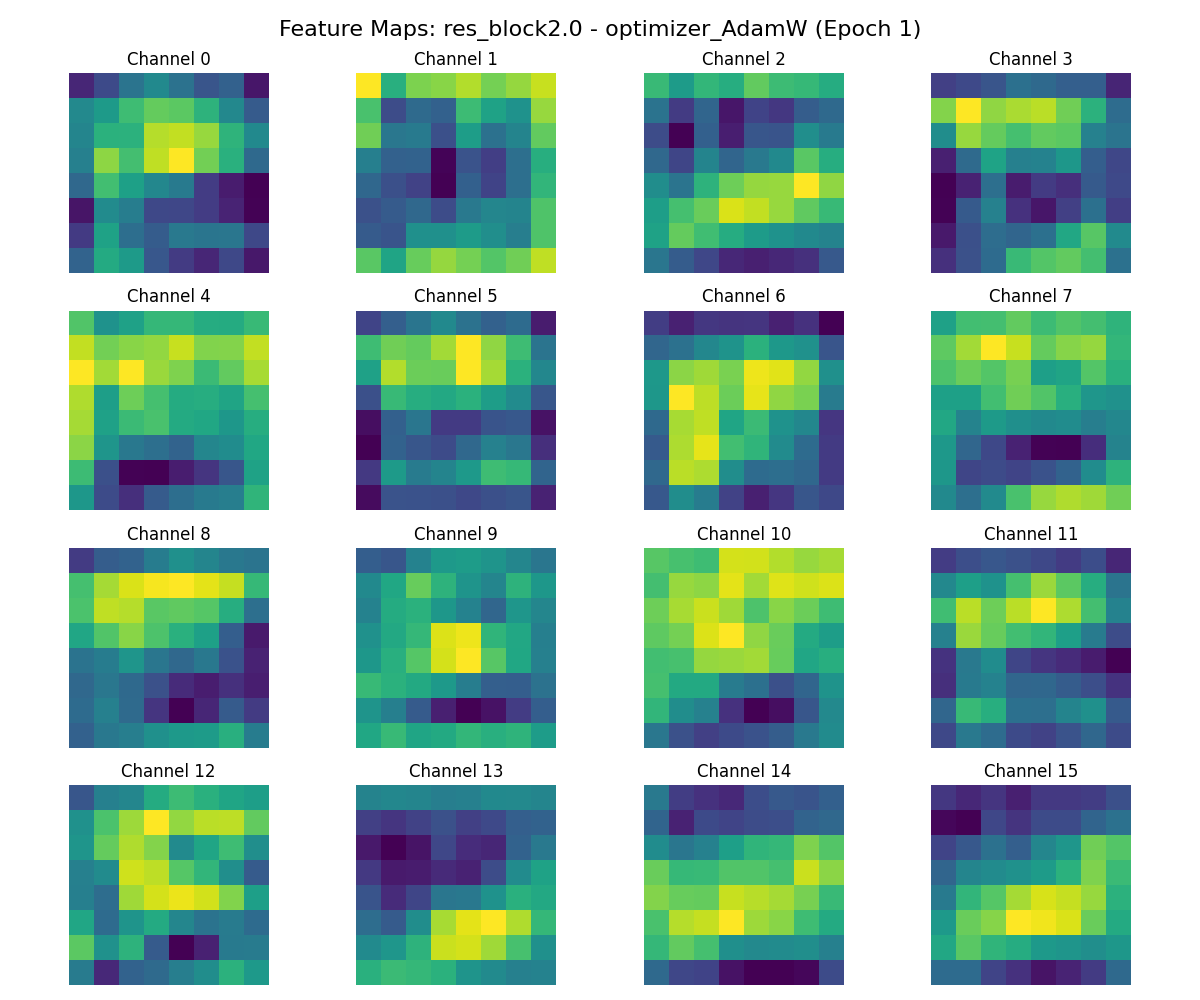 Feature Maps: res_block2.0 - optimizer_AdamW (Epoch 1)
Channel 0
Channel 1
Channel 2
Channel 3
Channel 4
Channel 5
Channel 6
Channel 7
Channel 8
Channel 9
Channel 10
Channel 11
Channel 12
Channel 13
Channel 14
Channel 15